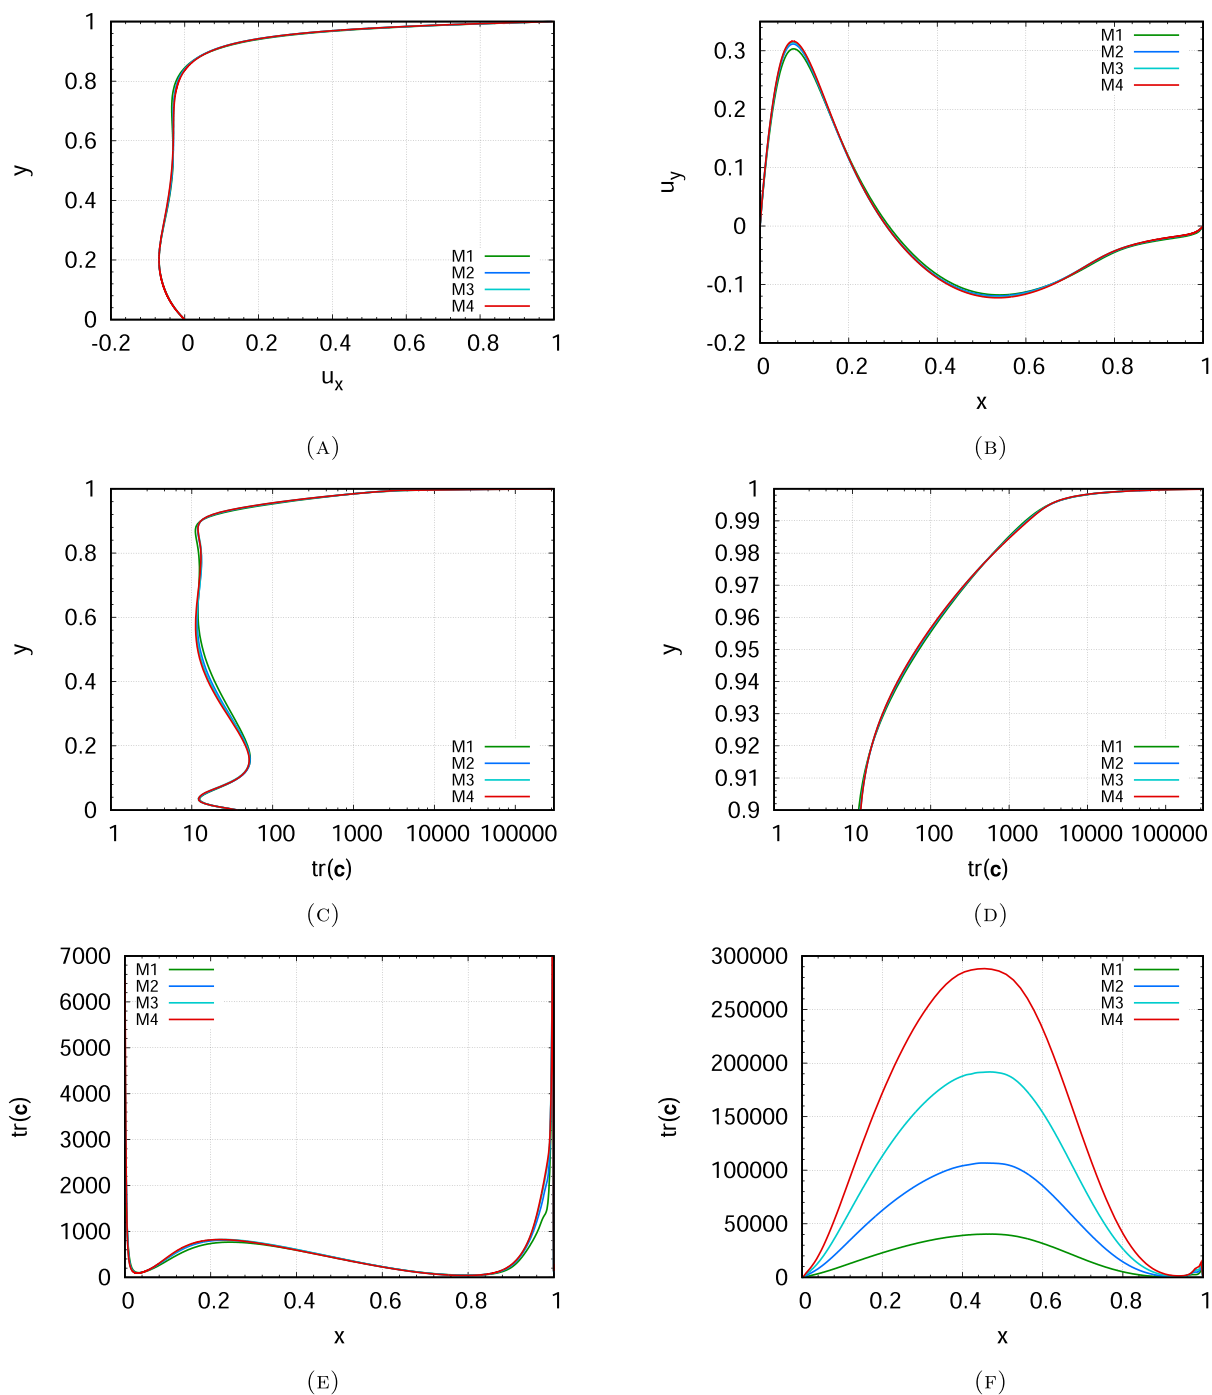 1
0.8
0.6
0.4
0.2
0
y
-0.2 0 0.2 0.4 0.6 0.8 1
u_x
M1
M2
M3
M4
(A)
0.3
0.2
0.1
0
-0.1
-0.2
u_y
0 0.2 0.4 0.6 0.8 1
x
M1
M2
M3
M4
(B)
1
0.8
0.6
0.4
0.2
0
y
1 10 100 1000 10000 100000
tr(c)
M1
M2
M3
M4
(C)
1
0.99
0.98
0.97
0.96
0.95
0.94
0.93
0.92
0.91
0.9
y
1 10 100 1000 10000 100000
tr(c)
M1
M2
M3
M4
(D)
7000
6000
5000
4000
3000
2000
1000
0
tr(c)
0 0.2 0.4 0.6 0.8 1
x
M1
M2
M3
M4
(E)
300000
250000
200000
150000
100000
50000
0
tr(c)
0 0.2 0.4 0.6 0.8 1
x
M1
M2
M3
M4
(F)